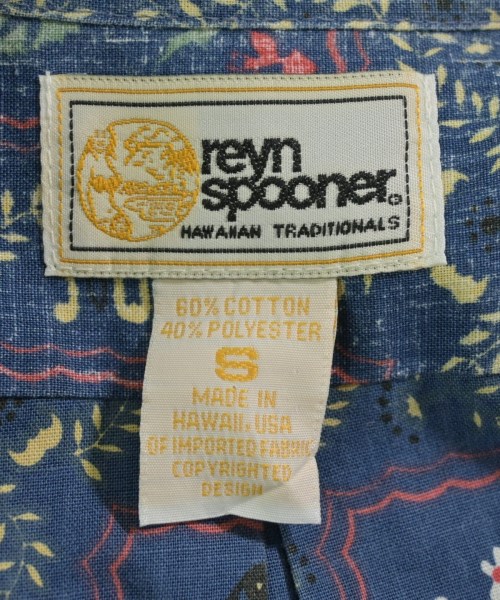 reyn
spooner®
HAWAIIAN TRADITIONALS
60% COTTON
40% POLYESTER
S
MADE IN
HAWAII, USA
OF IMPORTED FABRIC
COPYRIGHTED
DESIGN